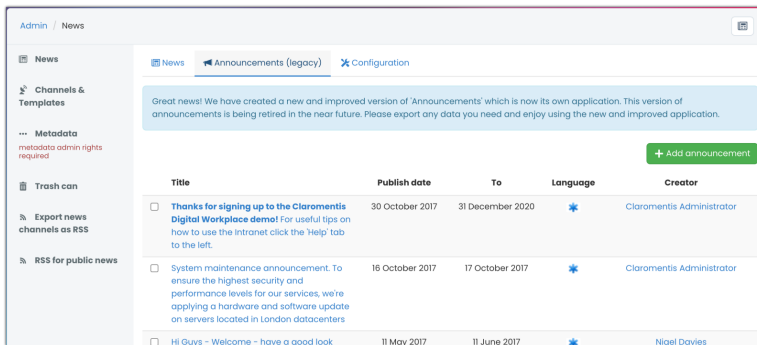 Admin / News
News
Channels &
Templates
Metadata
metadata admin rights
required
Trash can
Export news
channels as RSS
RSS for public news
News Announcements (legacy) Configuration
Great news! We have created a new and improved version of 'Announcements' which is now its own application. This version of
announcements is being retired in the near future. Please export any data you need and enjoy using the new and improved application.
+ Add announcement
Title Publish date To Language Creator
Thanks for signing up to the Claromentis 30 October 2017 31 December 2020 Claromentis Administrator
Digital Workplace demo! For useful tips on
how to use the Intranet click the 'Help' tab
to the left.
System maintenance announcement. To 16 October 2017 17 October 2017 Claromentis Administrator
ensure the highest security and
performance levels for our services, we're
applying a hardware and software update
on servers located in London datacenters
Hi Guys - Welcome - have a good look 11 May 2017 11 June 2017 Nigel Davies